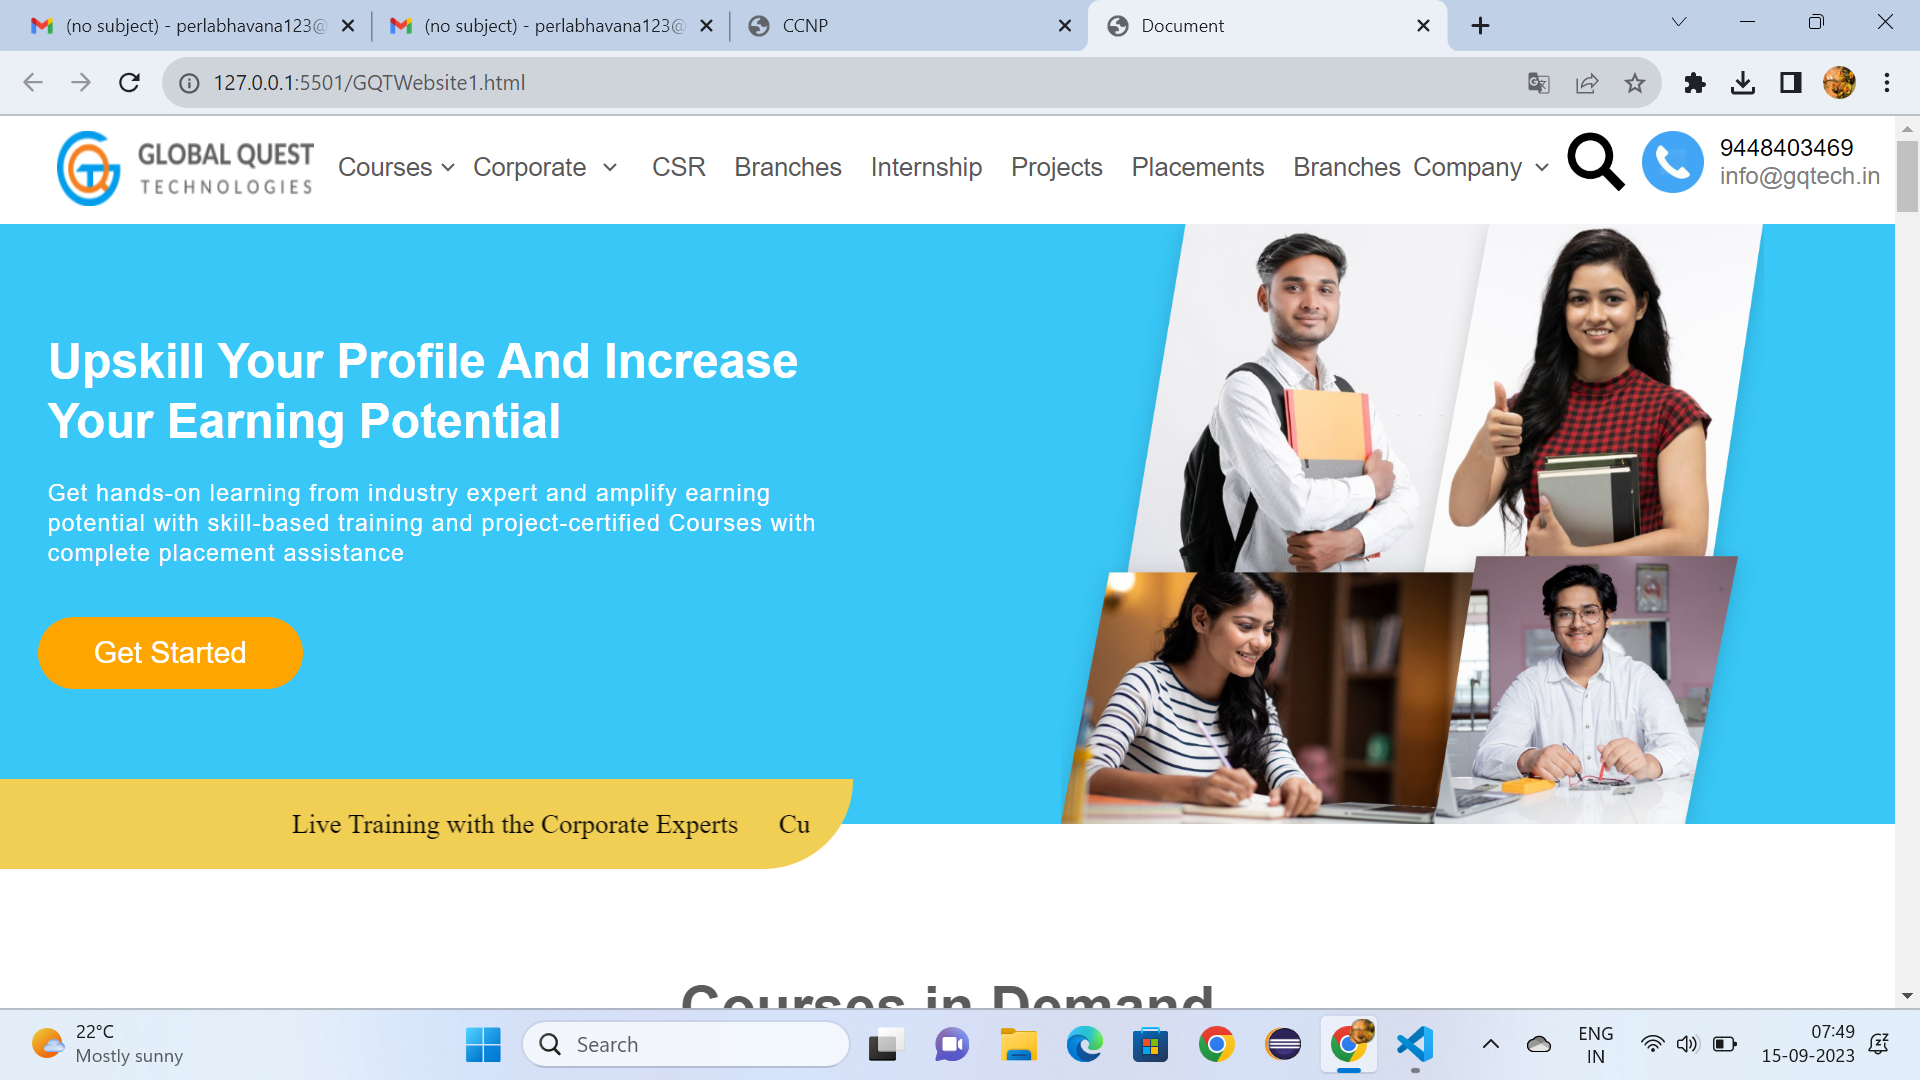 (no subject) - perlabhavana123@
(no subject) - perlabhavana123@
CCNP
Document
127.0.0.1:5501/GQTWebsite1.html
GLOBAL QUEST
TECHNOLOGIES
Courses
Corporate
CSR
Branches
Internship
Projects
Placements
Branches
Company
9448403469
info@gqtech.in
Upskill Your Profile And Increase
Your Earning Potential
Get hands-on learning from industry expert and amplify earning
potential with skill-based training and project-certified Courses with
complete placement assistance
Get Started
Live Training with the Corporate Experts
Cu
Courses in Demand
22°C
Mostly sunny
Search
ENG
IN
07:49
15-09-2023